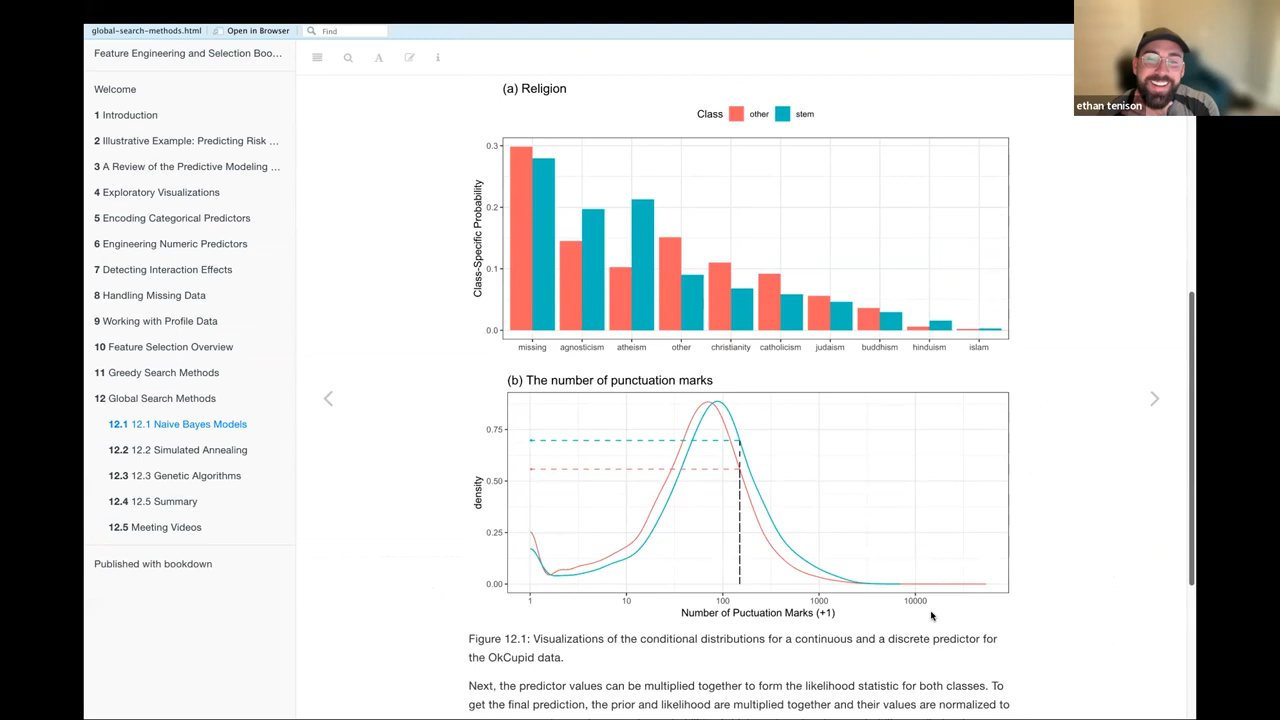 global-search-methods.html
Open in Browser
Find
Feature Engineering and Selection Boo...
Welcome
1 Introduction
2 Illustrative Example: Predicting Risk ...
3 A Review of the Predictive Modeling ...
4 Exploratory Visualizations
5 Encoding Categorical Predictors
6 Engineering Numeric Predictors
7 Detecting Interaction Effects
8 Handling Missing Data
9 Working with Profile Data
10 Feature Selection Overview
11 Greedy Search Methods
12 Global Search Methods
12.1 12.1 Naive Bayes Models
12.2 12.2 Simulated Annealing
12.3 12.3 Genetic Algorithms
12.4 12.5 Summary
12.5 Meeting Videos
Published with bookdown
A
i
(a) Religion
Class other stem
Class-Specific Probability
0.3
0.2
0.1
0.0
missing agnosticism atheism other christianity catholicism judaism buddhism hinduism islam
(b) The number of punctuation marks
density
0.75
0.50
0.25
0.00
1 10 100 1000 10000
Number of Puctuation Marks (+1)
Figure 12.1: Visualizations of the conditional distributions for a continuous and a discrete predictor for
the OkCupid data.
Next, the predictor values can be multiplied together to form the likelihood statistic for both classes. To
get the final prediction, the prior and likelihood are multiplied together and their values are normalized to
ethan tenison